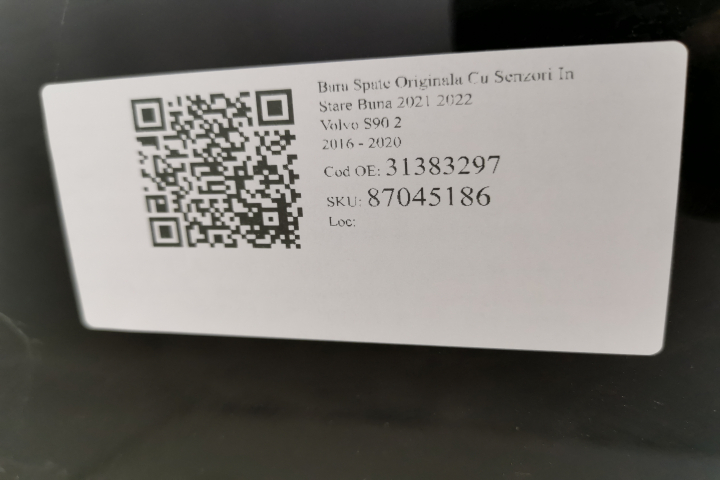 Bara Spate Originala Cu Senzori In
Stare Buna 2021 2022
Volvo S90 2
2016 - 2020
Cod OE: 31383297
SKU: 87045186
Loc: